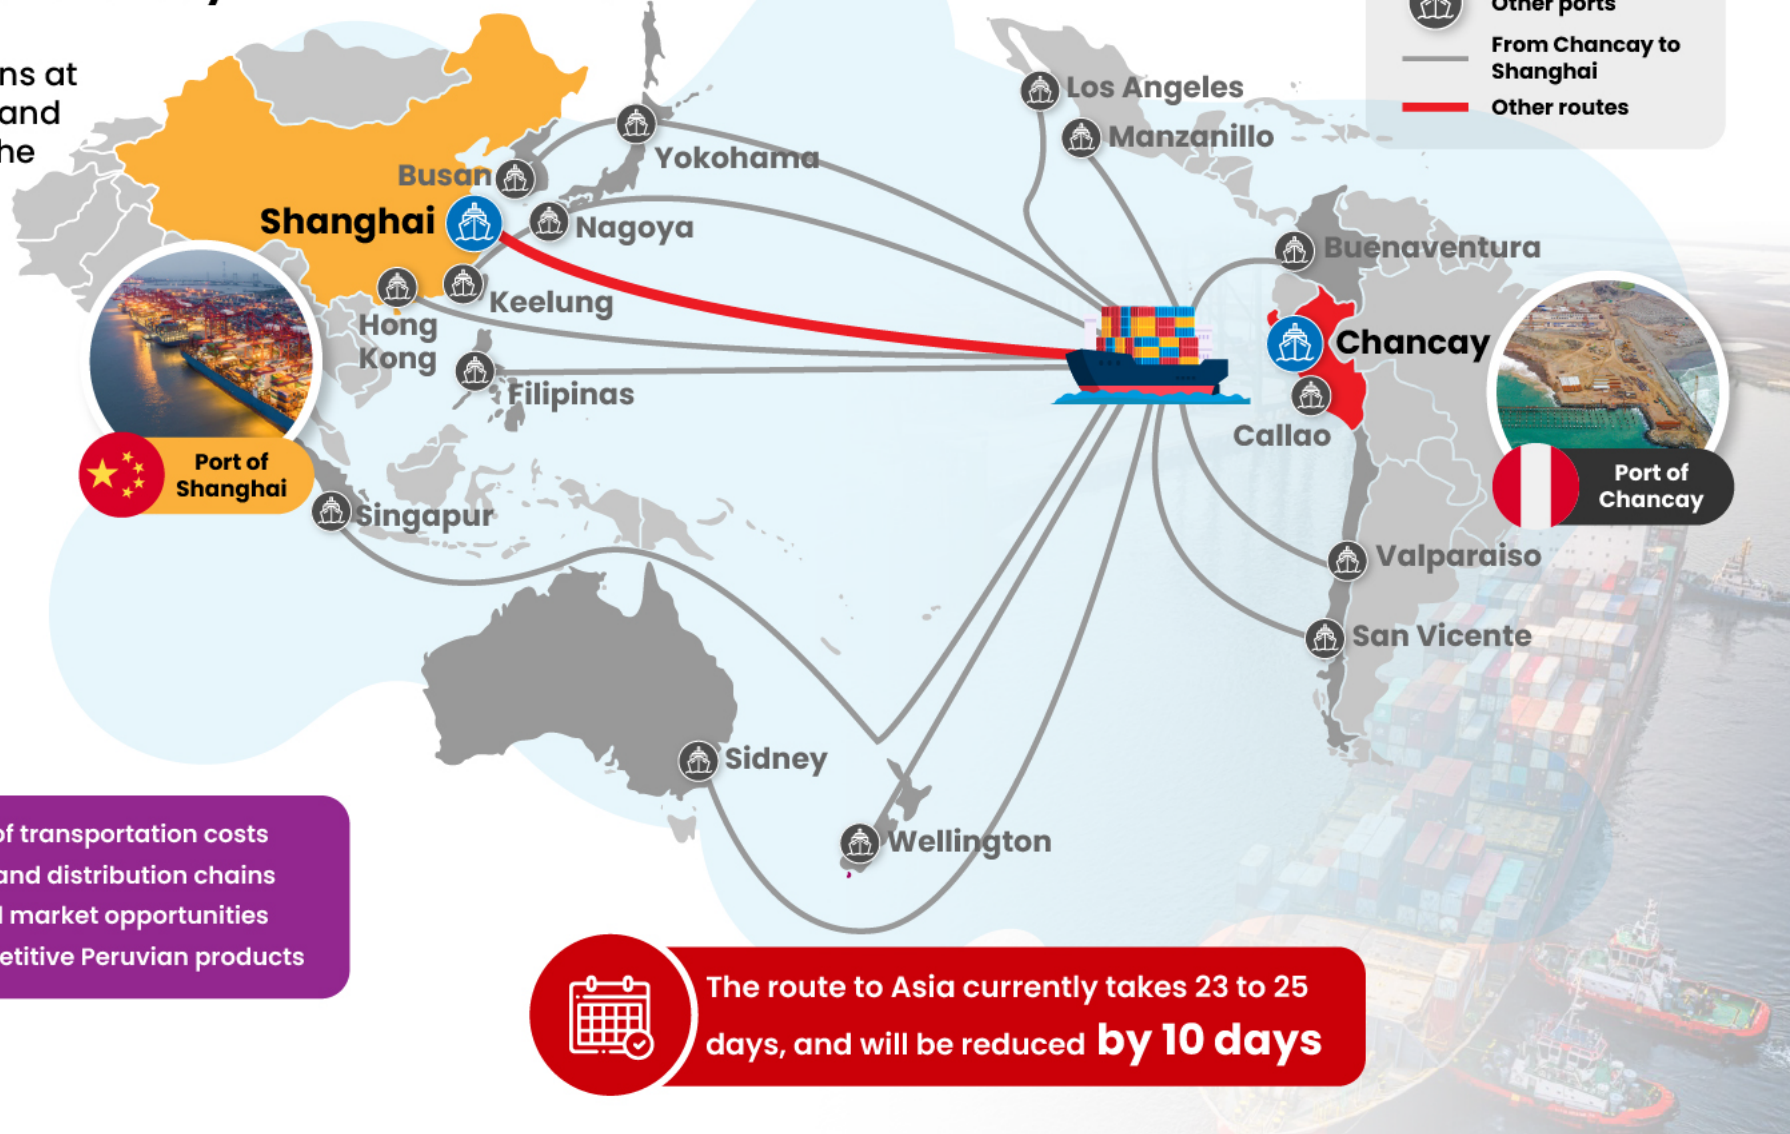 ns at
and
he
Other ports
From Chancay to
Shanghai
Other routes
Los Angeles
Manzanillo
Yokohama
Busan
Shanghai
Nagoya
Buenaventura
Keelung
Hong
Kong
Chancay
Filipinas
Callao
Port of
Shanghai
Port of
Chancay
Singapur
Valparaiso
San Vicente
Sidney
Wellington
of transportation costs
and distribution chains
market opportunities
etitive Peruvian products
The route to Asia currently takes 23 to 25
days, and will be reduced by 10 days